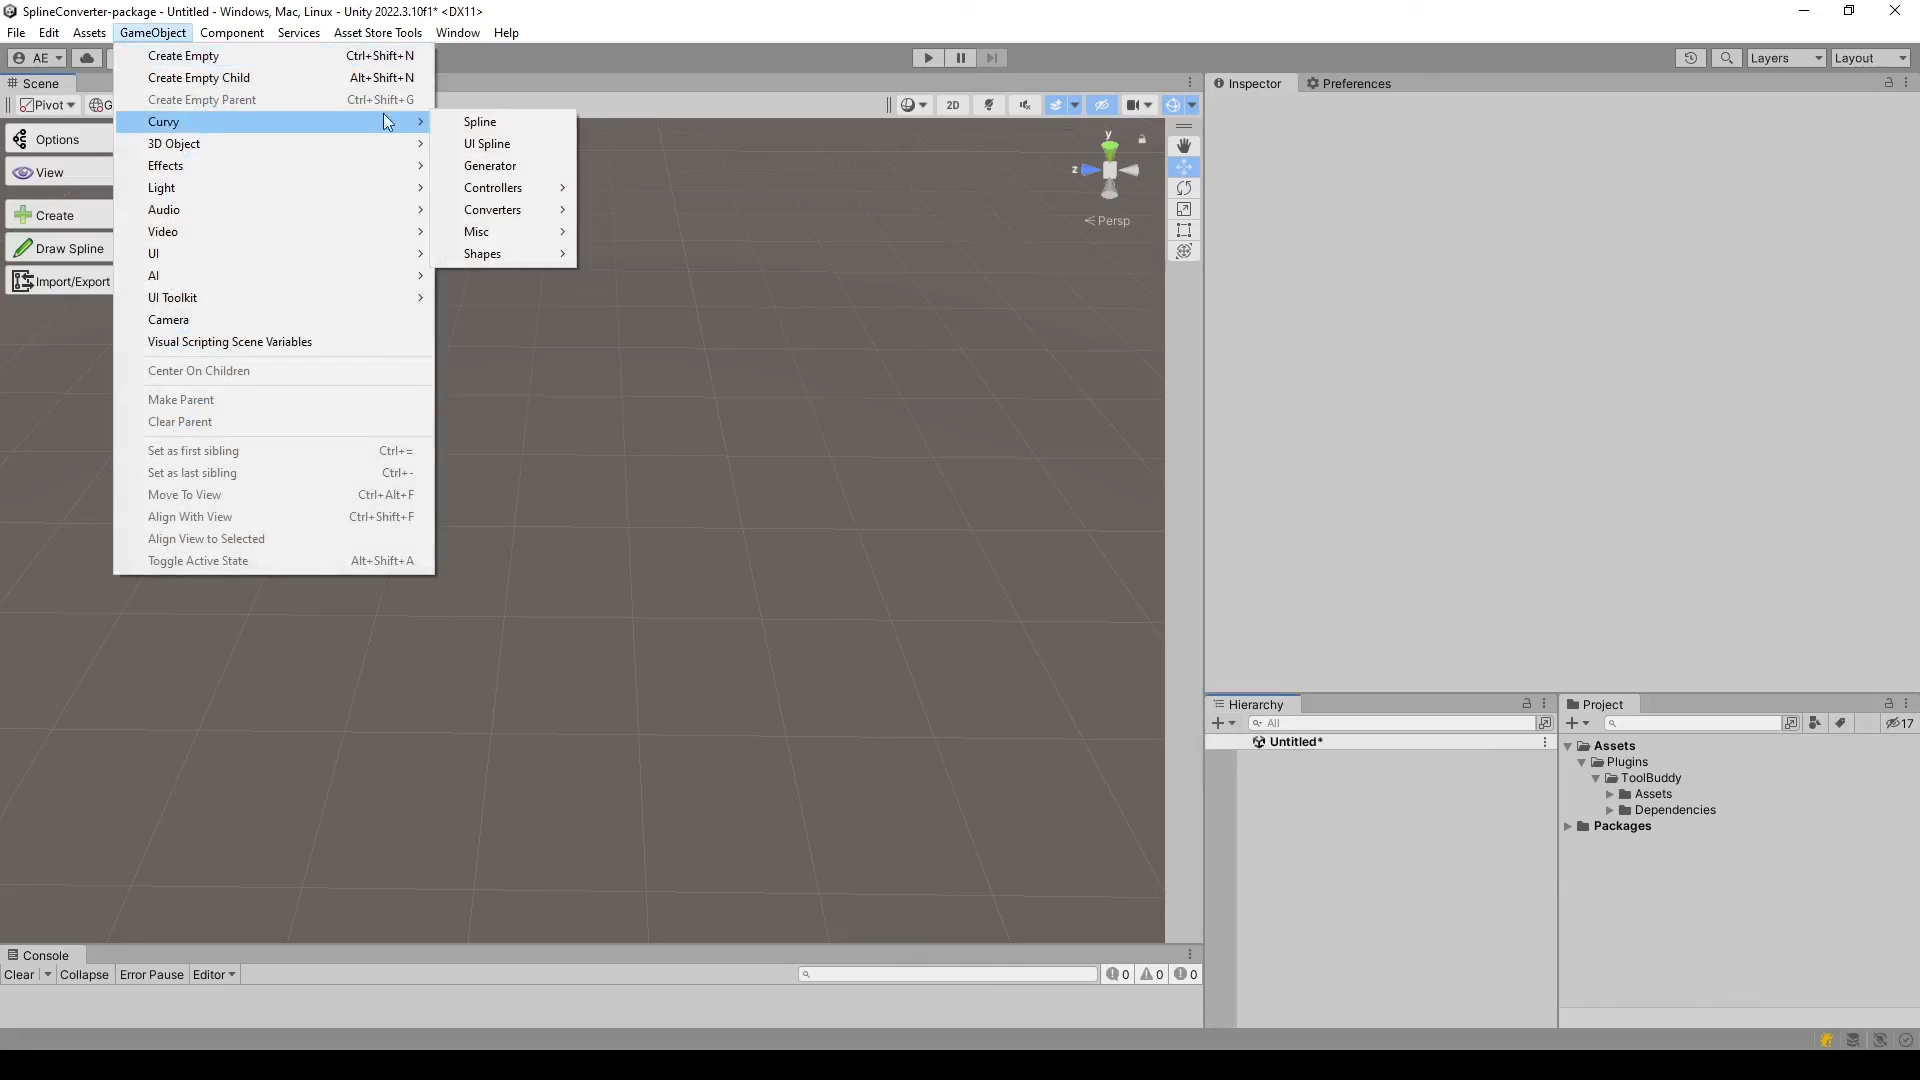 SplineConverter-package - Untitled - Windows, Mac, Linux - Unity 2022.3.10f1* <DX11>
File Edit Assets GameObject Component Services Asset Store Tools Window Help
AE Layers Layout
Scene
Pivot G 2D
Options
View
Create
Draw Spline
Import/Export
Create Empty Ctrl+Shift+N
Create Empty Child Alt+Shift+N
Create Empty Parent Ctrl+Shift+G
Curvy
3D Object
Effects
Light
Audio
Video
UI
AI
UI Toolkit
Camera
Visual Scripting Scene Variables
Center On Children
Make Parent
Clear Parent
Set as first sibling Ctrl+=
Set as last sibling Ctrl+-
Move To View Ctrl+Alt+F
Align With View Ctrl+Shift+F
Align View to Selected
Toggle Active State Alt+Shift+A
Spline
UI Spline
Generator
Controllers
Converters
Misc
Shapes
y
z
Persp
Inspector Preferences
Hierarchy
All
Untitled*
Project
17
Assets
Plugins
ToolBuddy
Assets
Dependencies
Packages
Console
Clear Collapse Error Pause Editor 0 0 0